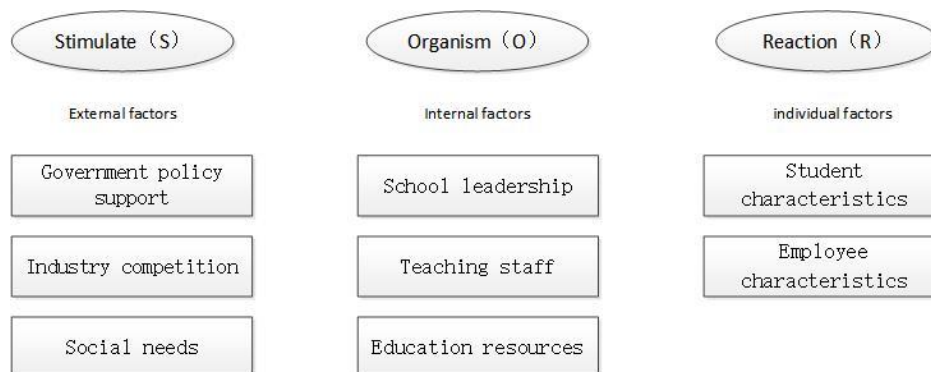 Stimulate（S）
Organism（O）
Reaction（R）
External factors
Internal factors
individual factors
Government policy
support
School leadership
Student
characteristics
Industry competition
Teaching staff
Employee
characteristics
Social needs
Education resources